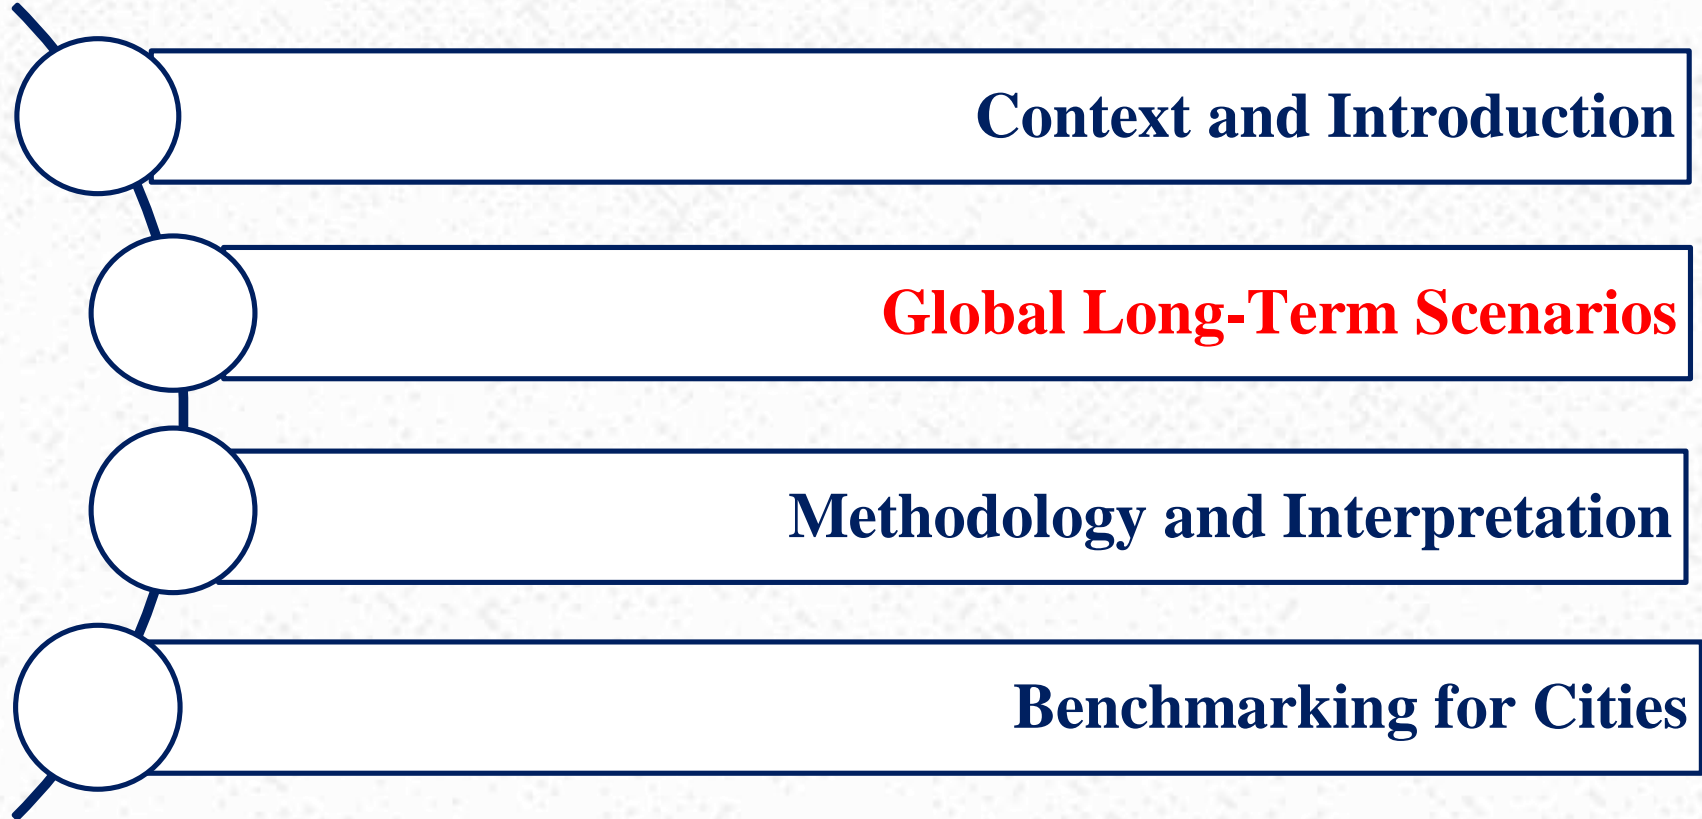 Context and Introduction
Global Long-Term Scenarios
Methodology and Interpretation
Benchmarking for Cities